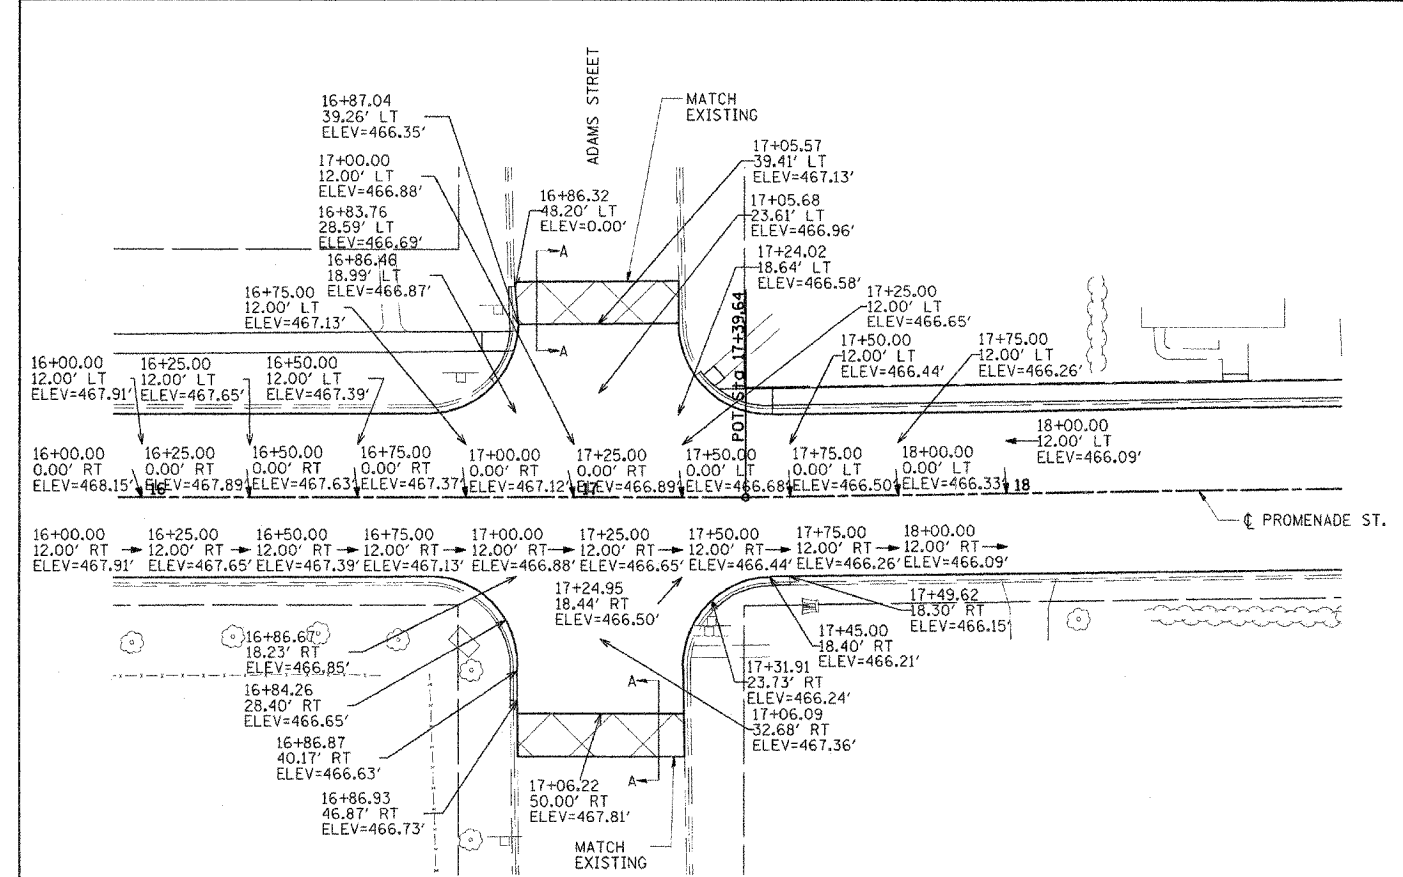 ADAMS STREET
MATCH
EXISTING
16+87.04
39.26' LT
ELEV=466.35'
17+00.00
12.00' LT
ELEV=466.88'
16+83.76
28.59' LT
ELEV=466.69'
16+86.46
18.99' LT
ELEV=466.87'
16+75.00
12.00' LT
ELEV=467.13'
16+86.32
48.20' LT
ELEV=0.00'
A
A
17+05.57
39.41' LT
ELEV=467.13'
17+05.68
23.61' LT
ELEV=466.96'
17+24.02
18.64' LT
ELEV=466.58'
17+25.00
12.00' LT
ELEV=466.65'
17+50.00
12.00' LT
ELEV=466.44'
17+75.00
12.00' LT
ELEV=466.26'
18+00.00
12.00' LT
ELEV=466.09'
POT Sta 17+39.64
16+00.00
12.00' LT
ELEV=467.91'
16+25.00
12.00' LT
ELEV=467.65'
16+50.00
12.00' LT
ELEV=467.39'
16+00.00
0.00' RT
ELEV=468.15'
16+25.00
0.00' RT
ELEV=467.89'
16+50.00
0.00' RT
ELEV=467.63'
16+75.00
0.00' RT
ELEV=467.37'
17+00.00
0.00' RT
ELEV=467.12'
17+25.00
0.00' RT
ELEV=466.89'
17+50.00
0.00' LT
ELEV=466.68'
17+75.00
0.00' LT
ELEV=466.50'
18+00.00
0.00' LT
ELEV=466.33'
16
17
18
℄ PROMENADE ST.
16+00.00
12.00' RT
ELEV=467.91'
16+25.00
12.00' RT
ELEV=467.65'
16+50.00
12.00' RT
ELEV=467.39'
16+75.00
12.00' RT
ELEV=467.13'
17+00.00
12.00' RT
ELEV=466.88'
17+25.00
12.00' RT
ELEV=466.65'
17+50.00
12.00' RT
ELEV=466.44'
17+75.00
12.00' RT
ELEV=466.26'
18+00.00
12.00' RT
ELEV=466.09'
17+24.95
18.44' RT
ELEV=466.50'
17+49.62
18.30' RT
ELEV=466.15'
17+45.00
18.40' RT
ELEV=466.21'
17+31.91
23.73' RT
ELEV=466.24'
17+06.09
32.68' RT
ELEV=467.36'
16+86.67
18.23' RT
ELEV=466.85'
16+84.26
28.40' RT
ELEV=466.65'
16+86.87
40.17' RT
ELEV=466.63'
16+86.93
46.87' RT
ELEV=466.73'
A
A
17+06.22
50.00' RT
ELEV=467.81'
MATCH
EXISTING